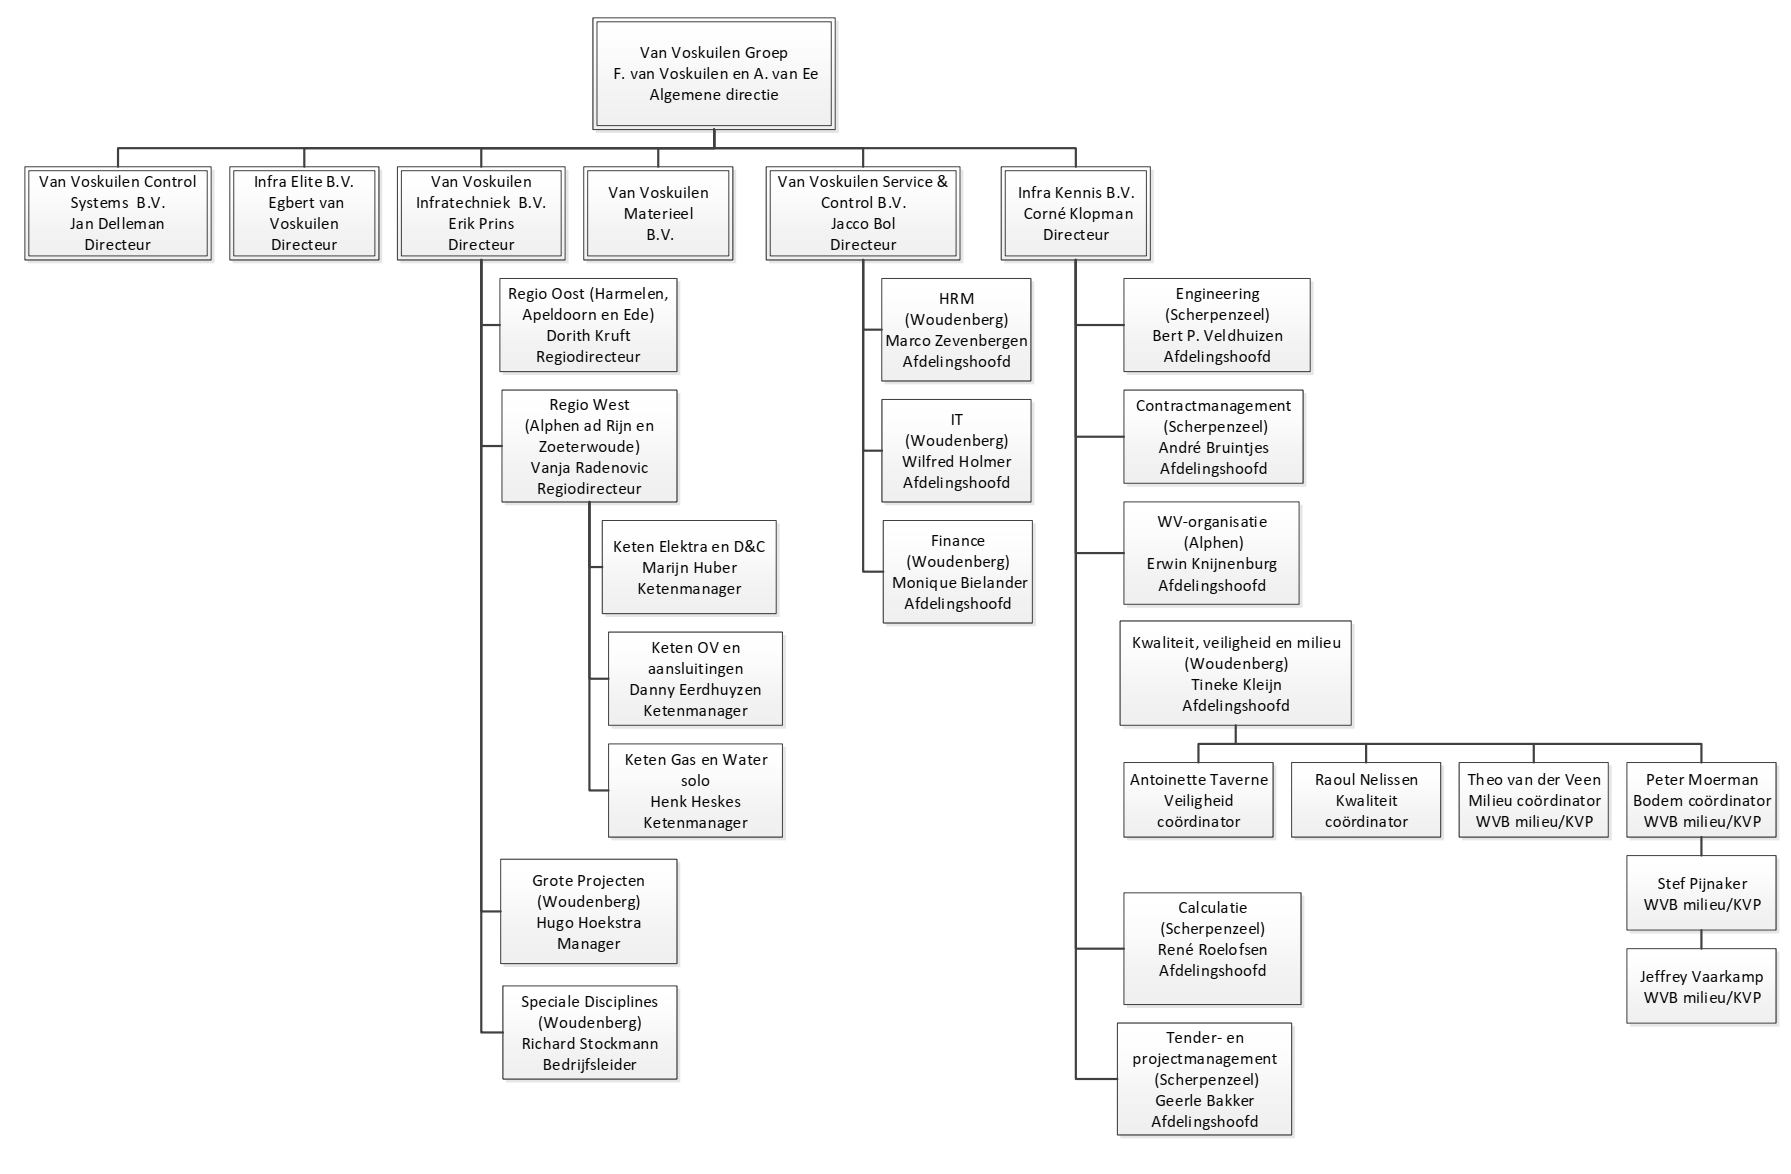 Van Voskuilen Groep
F. van Voskuilen en A. van Ee
Algemene directie
Van Voskuilen Control
Systems B.V.
Jan Delleman
Directeur
Infra Elite B.V.
Egbert van
Voskuilen
Directeur
Van Voskuilen
Infratechniek B.V.
Erik Prins
Directeur
Van Voskuilen
Materieel
B.V.
Van Voskuilen Service &
Control B.V.
Jacco Bol
Directeur
Infra Kennis B.V.
Corné Klopman
Directeur
Regio Oost (Harmelen,
Apeldoorn en Ede)
Dorith Kruft
Regiodirecteur
Regio West
(Alphen ad Rijn en
Zoeterwoude)
Vanja Radenovic
Regiodirecteur
Keten Elektra en D&C
Marijn Huber
Ketenmanager
Keten OV en
aansluitingen
Danny Eerdhuyzen
Ketenmanager
Keten Gas en Water
solo
Henk Heskes
Ketenmanager
Grote Projecten
(Woudenberg)
Hugo Hoekstra
Manager
Speciale Disciplines
(Woudenberg)
Richard Stockmann
Bedrijfsleider
HRM
(Woudenberg)
Marco Zevenbergen
Afdelingshoofd
IT
(Woudenberg)
Wilfred Holmer
Afdelingshoofd
Finance
(Woudenberg)
Monique Bielander
Afdelingshoofd
Engineering
(Scherpenzeel)
Bert P. Veldhuizen
Afdelingshoofd
Contractmanagement
(Scherpenzeel)
André Bruintjes
Afdelingshoofd
WV-organisatie
(Alphen)
Erwin Knijnenburg
Afdelingshoofd
Kwaliteit, veiligheid en milieu
(Woudenberg)
Tineke Kleijn
Afdelingshoofd
Antoinette Taverne
Veiligheid
coördinator
Raoul Nelissen
Kwaliteit
coördinator
Theo van der Veen
Milieu coördinator
WVB milieu/KVP
Peter Moerman
Bodem coördinator
WVB milieu/KVP
Stef Pijnaker
WVB milieu/KVP
Jeffrey Vaarkamp
WVB milieu/KVP
Calculatie
(Scherpenzeel)
René Roelofsen
Afdelingshoofd
Tender- en
projectmanagement
(Scherpenzeel)
Geerle Bakker
Afdelingshoofd